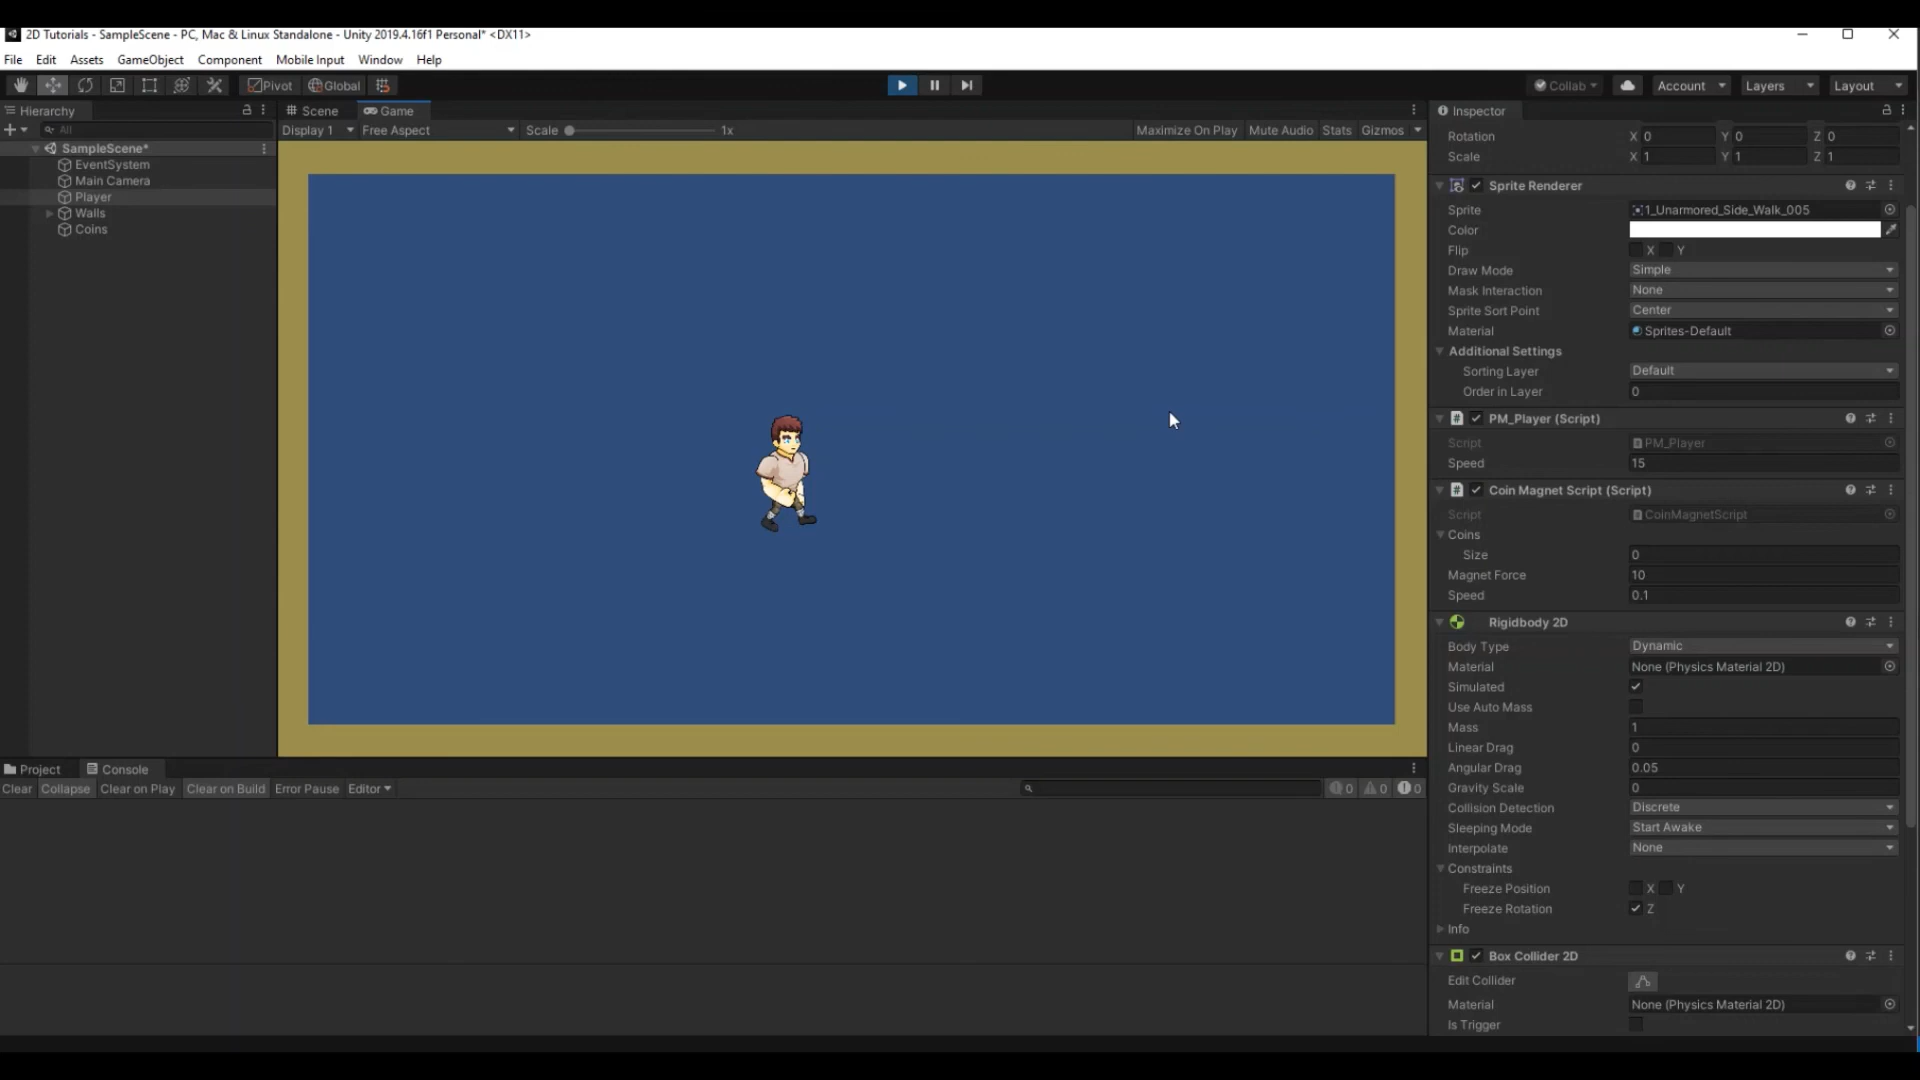 2D Tutorials - SampleScene - PC, Mac & Linux Standalone - Unity 2019.4.16f1 Personal* <DX11>
File Edit Assets GameObject Component Mobile Input Window Help
Pivot Global Collab Account Layers Layout
Hierarchy
All
SampleScene*
EventSystem
Main Camera
Player
Walls
Coins
Scene Game
Display 1 Free Aspect Scale 1x Maximize On Play Mute Audio Stats Gizmos
Inspector
Rotation X 0 Y 0 Z 0
Scale X 1 Y 1 Z 1
Sprite Renderer
Sprite 1_Unarmored_Side_Walk_005
Color
Flip X Y
Draw Mode Simple
Mask Interaction None
Sprite Sort Point Center
Material Sprites-Default
Additional Settings
Sorting Layer Default
Order in Layer 0
PM_Player (Script)
Script PM_Player
Speed 15
Coin Magnet Script (Script)
Script CoinMagnetScript
Coins
Size 0
Magnet Force 10
Speed 0.1
Rigidbody 2D
Body Type Dynamic
Material None (Physics Material 2D)
Simulated
Use Auto Mass
Mass 1
Linear Drag 0
Angular Drag 0.05
Gravity Scale 0
Collision Detection Discrete
Sleeping Mode Start Awake
Interpolate None
Constraints
Freeze Position X Y
Freeze Rotation Z
Info
Box Collider 2D
Edit Collider
Material None (Physics Material 2D)
Is Trigger
Project Console
Clear Collapse Clear on Play Clear on Build Error Pause Editor 0 0 0